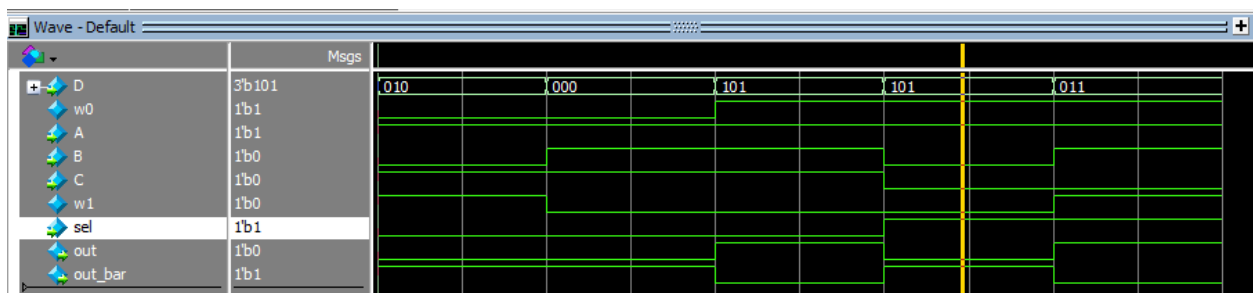 Wave - Default
Msgs
D 3'b101 010 000 101 101 011
w0 1'b1
A 1'b1
B 1'b0
C 1'b0
w1 1'b0
sel 1'b1
out 1'b0
out_bar 1'b1